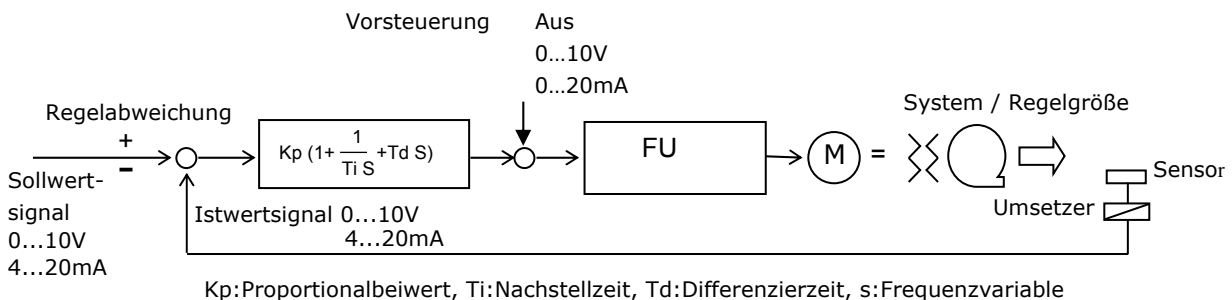 Vorsteuerung
Aus
0...10V
0...20mA
Regelabweichung
+
-
Sollwert-
signal
0...10V
4...20mA
Kp (1+ 1/Ti S +Td S)
FU
M
=
System / Regelgröße
Sensor
Umsetzer
Istwertsignal 0...10V
4...20mA
Kp:Proportionalbeiwert, Ti:Nachstellzeit, Td:Differenzierzeit, s:Frequenzvariable